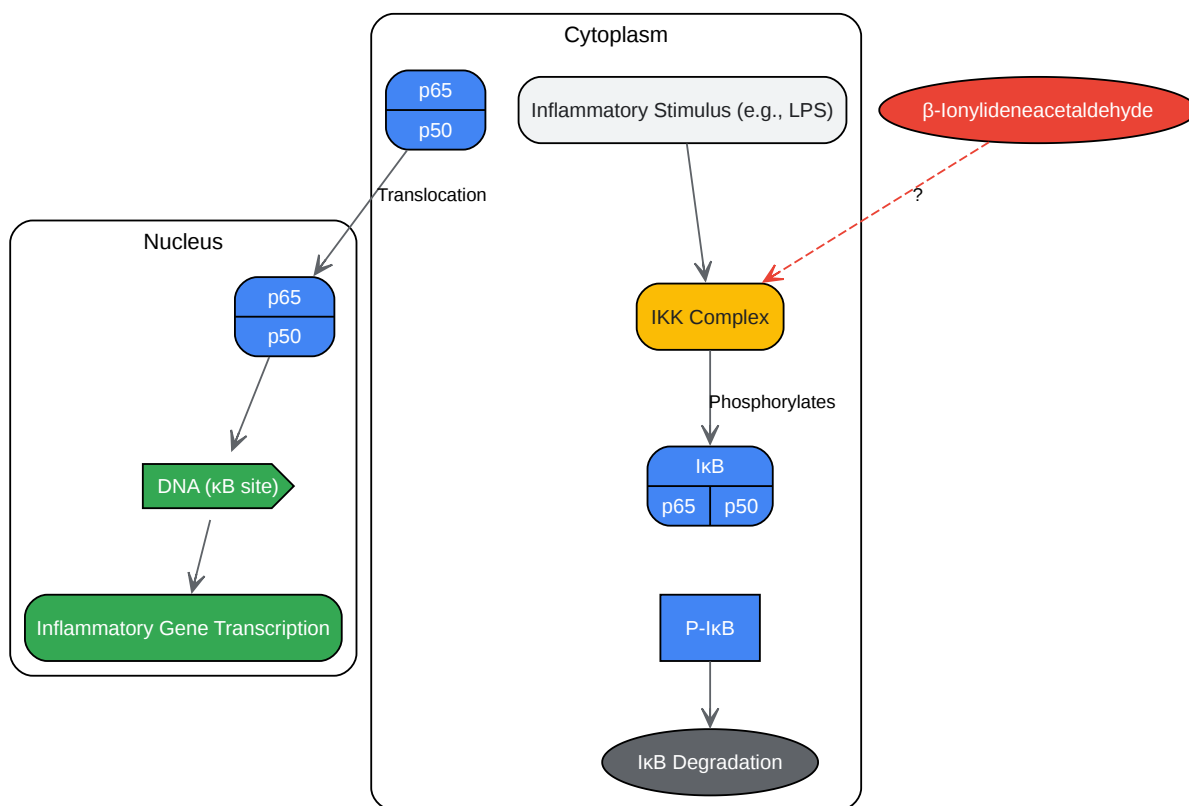 Cytoplasm
p65
p50
Inflammatory Stimulus (e.g., LPS)
β-Ionylideneacetaldehyde
Translocation
?
Nucleus
p65
p50
IKK Complex
Phosphorylates
IκB
p65
p50
DNA (κB site)
Inflammatory Gene Transcription
P-IκB
IκB Degradation